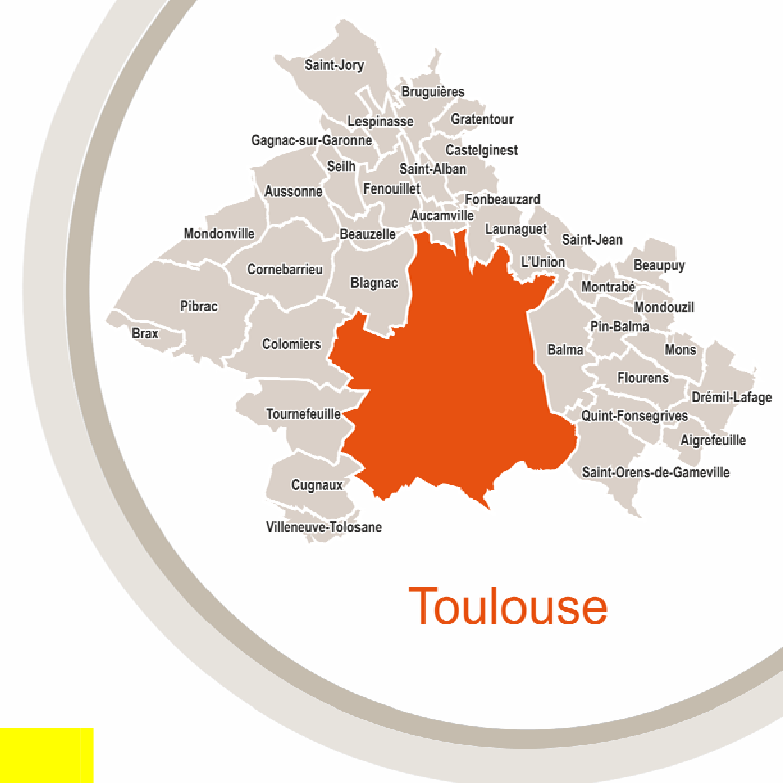 Saint-Jory
Bruguières
Lespinasse
Gratentour
Gagnac-sur-Garonne
Castelginest
Seilh
Saint-Alban
Aussonne
Fenouillet
Fonbeauzard
Aucamville
Launaguet
Mondonville
Beauzelle
Saint-Jean
L'Union
Beaupuy
Cornebarrieu
Blagnac
Montrabé
Pibrac
Mondouzil
Brax
Pin-Balma
Colomiers
Balma
Mons
Flourens
Drémil-Lafage
Tournefeuille
Quint-Fonsegrives
Aigrefeuille
Saint-Orens-de-Gameville
Cugnaux
Villeneuve-Tolosane
Toulouse